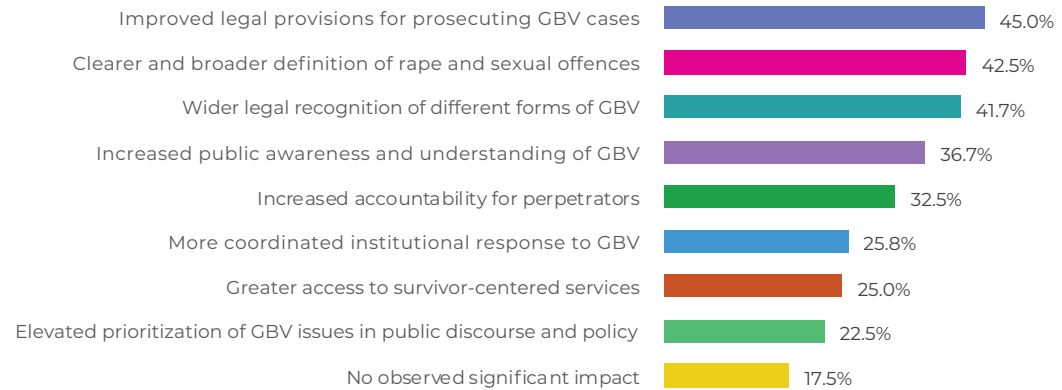 Improved legal provisions for prosecuting GBV cases 45.0%
Clearer and broader definition of rape and sexual offences 42.5%
Wider legal recognition of different forms of GBV 41.7%
Increased public awareness and understanding of GBV 36.7%
Increased accountability for perpetrators 32.5%
More coordinated institutional response to GBV 25.8%
Greater access to survivor-centered services 25.0%
Elevated prioritization of GBV issues in public discourse and policy 22.5%
No observed significant impact 17.5%